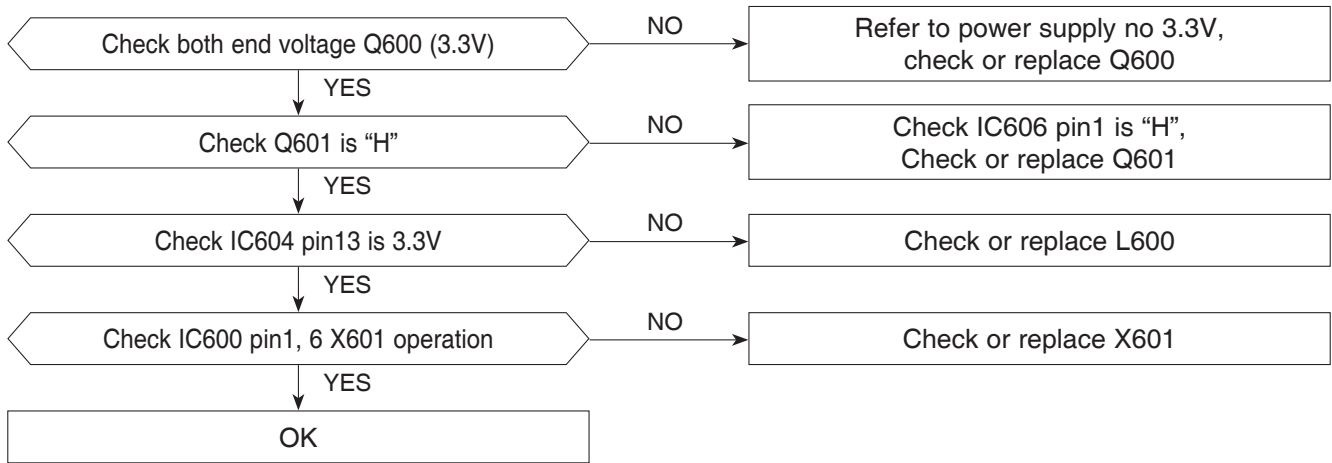 Check both end voltage Q600 (3.3V)
NO
Refer to power supply no 3.3V,
check or replace Q600
YES
Check Q601 is “H”
NO
Check IC606 pin1 is “H”,
Check or replace Q601
YES
Check IC604 pin13 is 3.3V
NO
Check or replace L600
YES
Check IC600 pin1, 6 X601 operation
NO
Check or replace X601
YES
OK